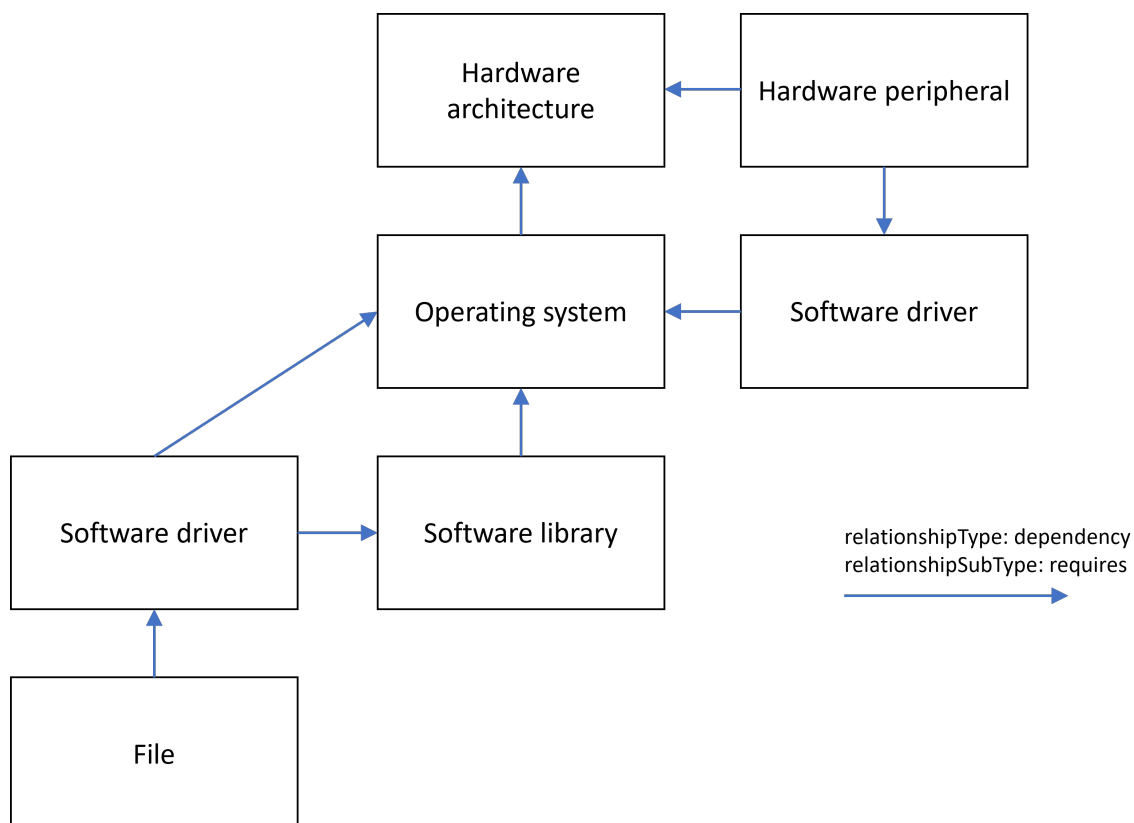 Hardware
architecture
Hardware peripheral
Operating system
Software driver
Software driver
Software library
relationshipType: dependency
relationshipSubType: requires
File